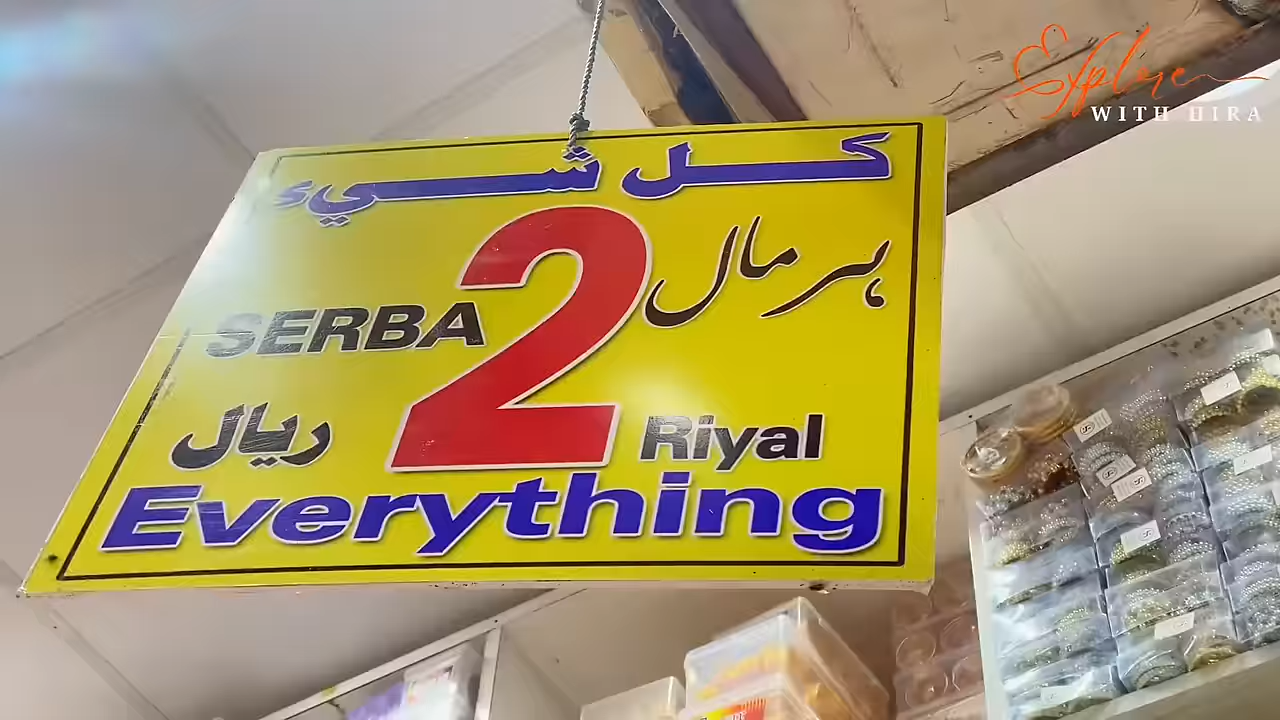 Explore
WITH HIRA
كل شيء
ہر مال
SERBA 2
ريال
Riyal
Everything